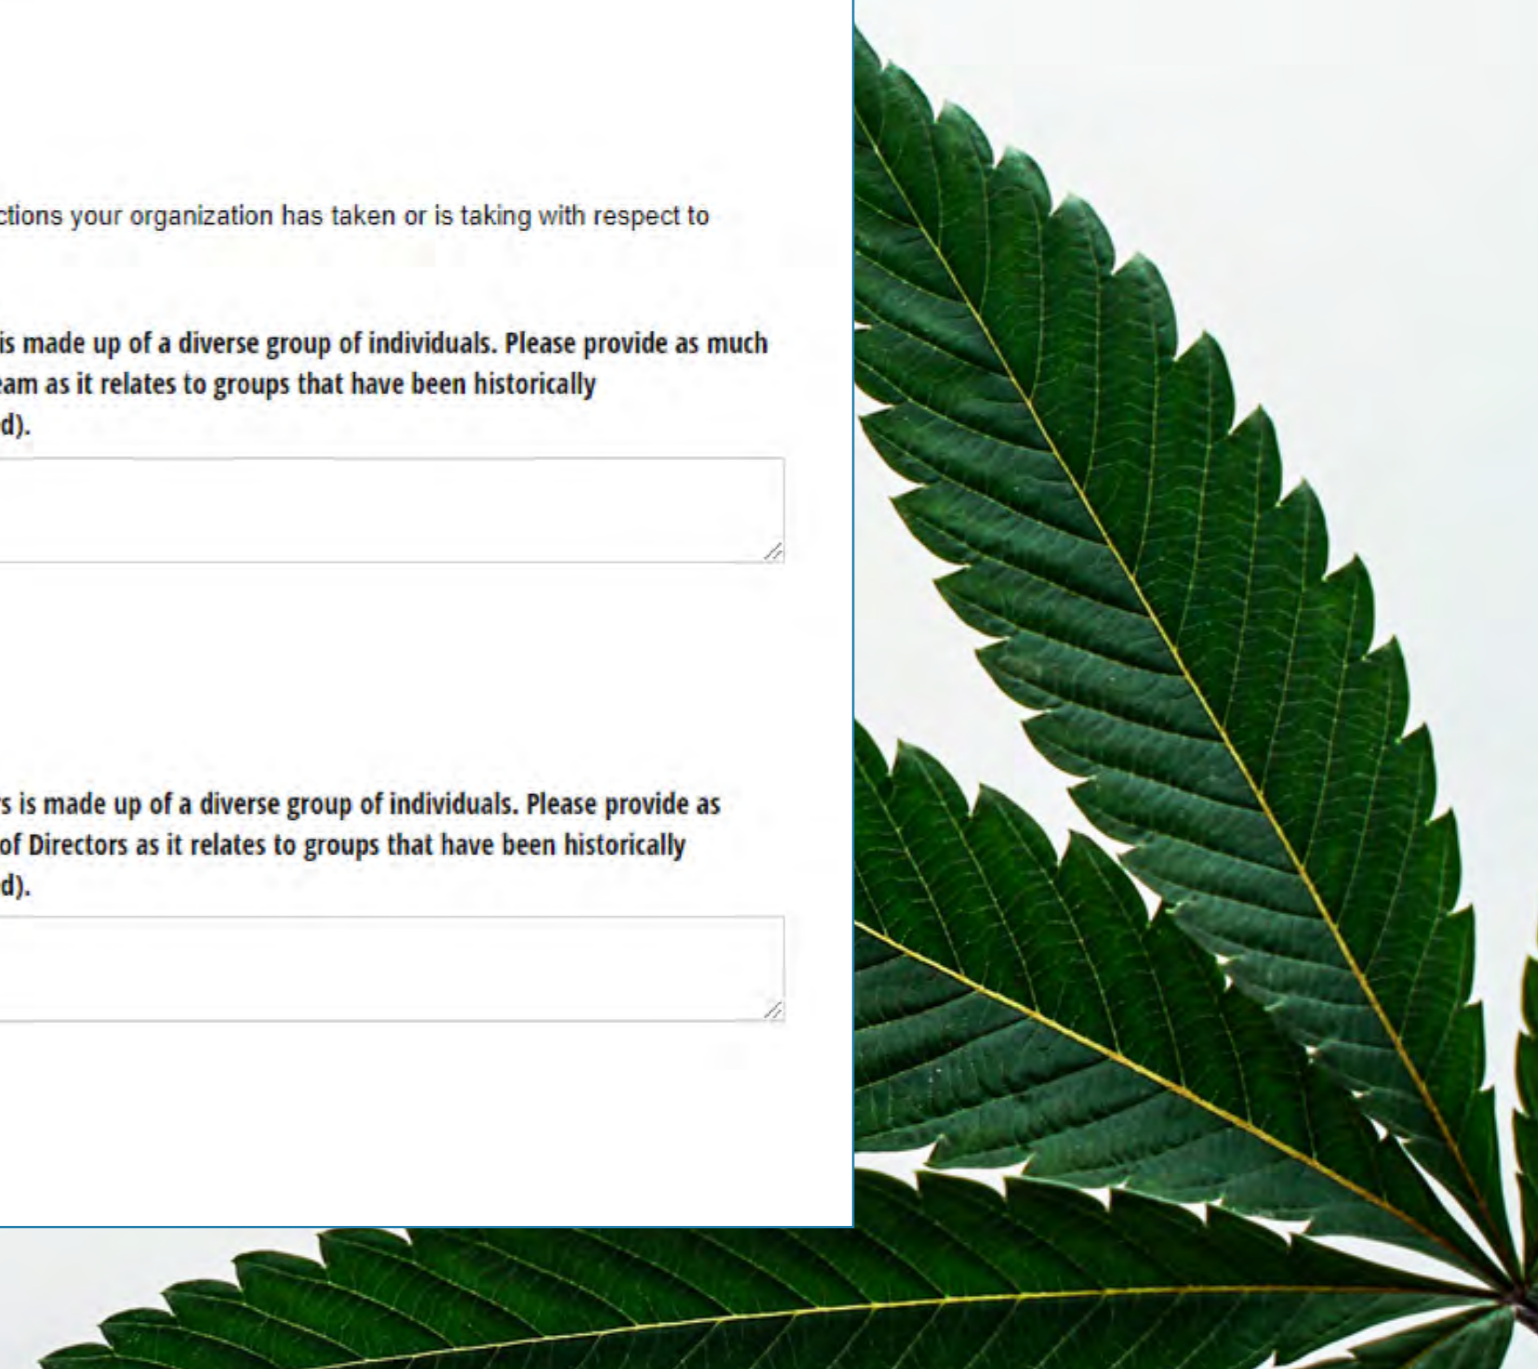 ctions your organization has taken or is taking with respect to
is made up of a diverse group of individuals. Please provide as much
eam as it relates to groups that have been historically
d).
s is made up of a diverse group of individuals. Please provide as
of Directors as it relates to groups that have been historically
d).